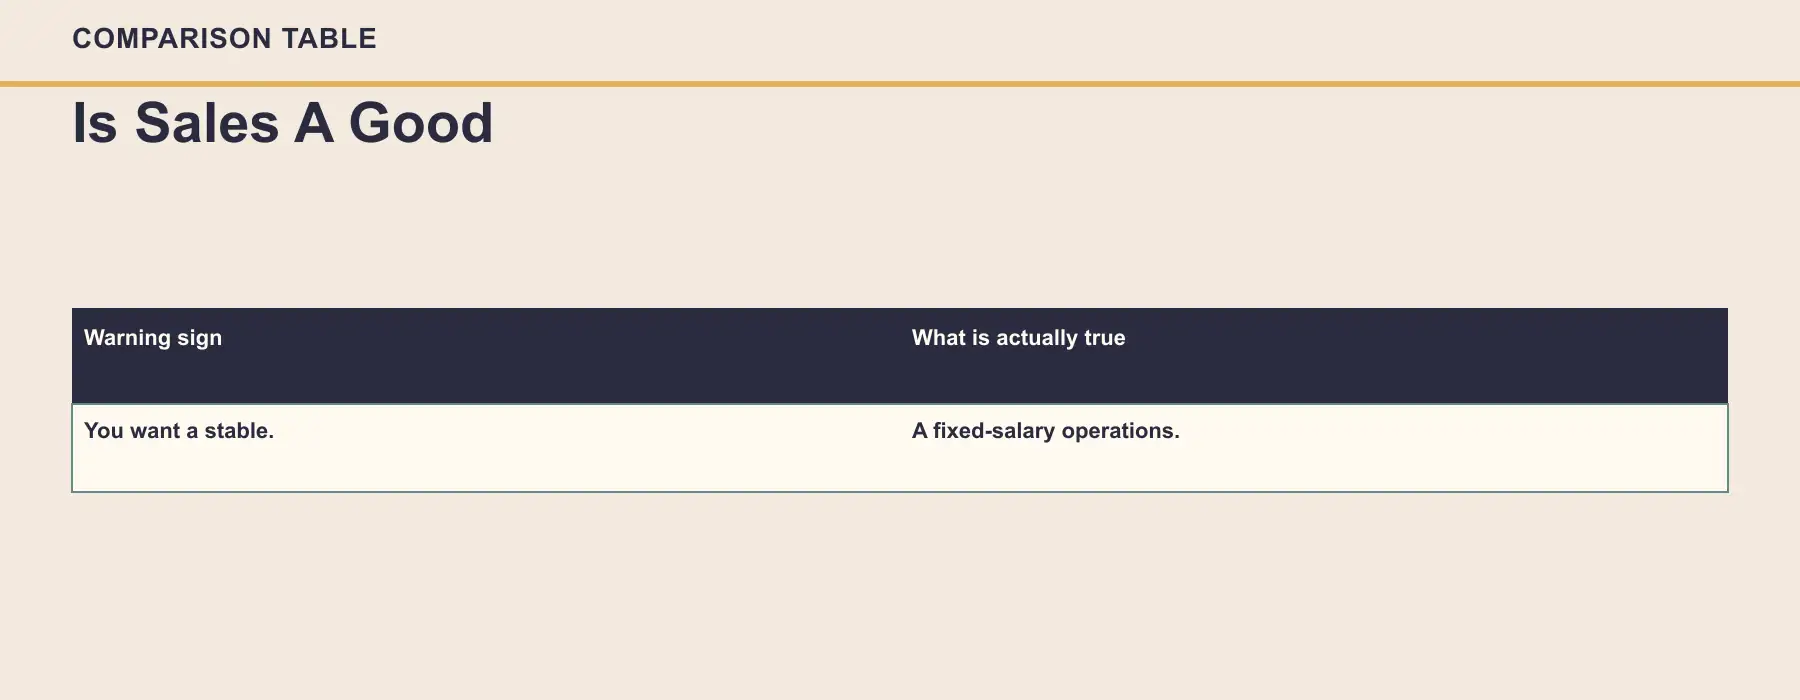 COMPARISON TABLE
Is Sales A Good
Warning sign
What is actually true
You want a stable.
A fixed-salary operations.